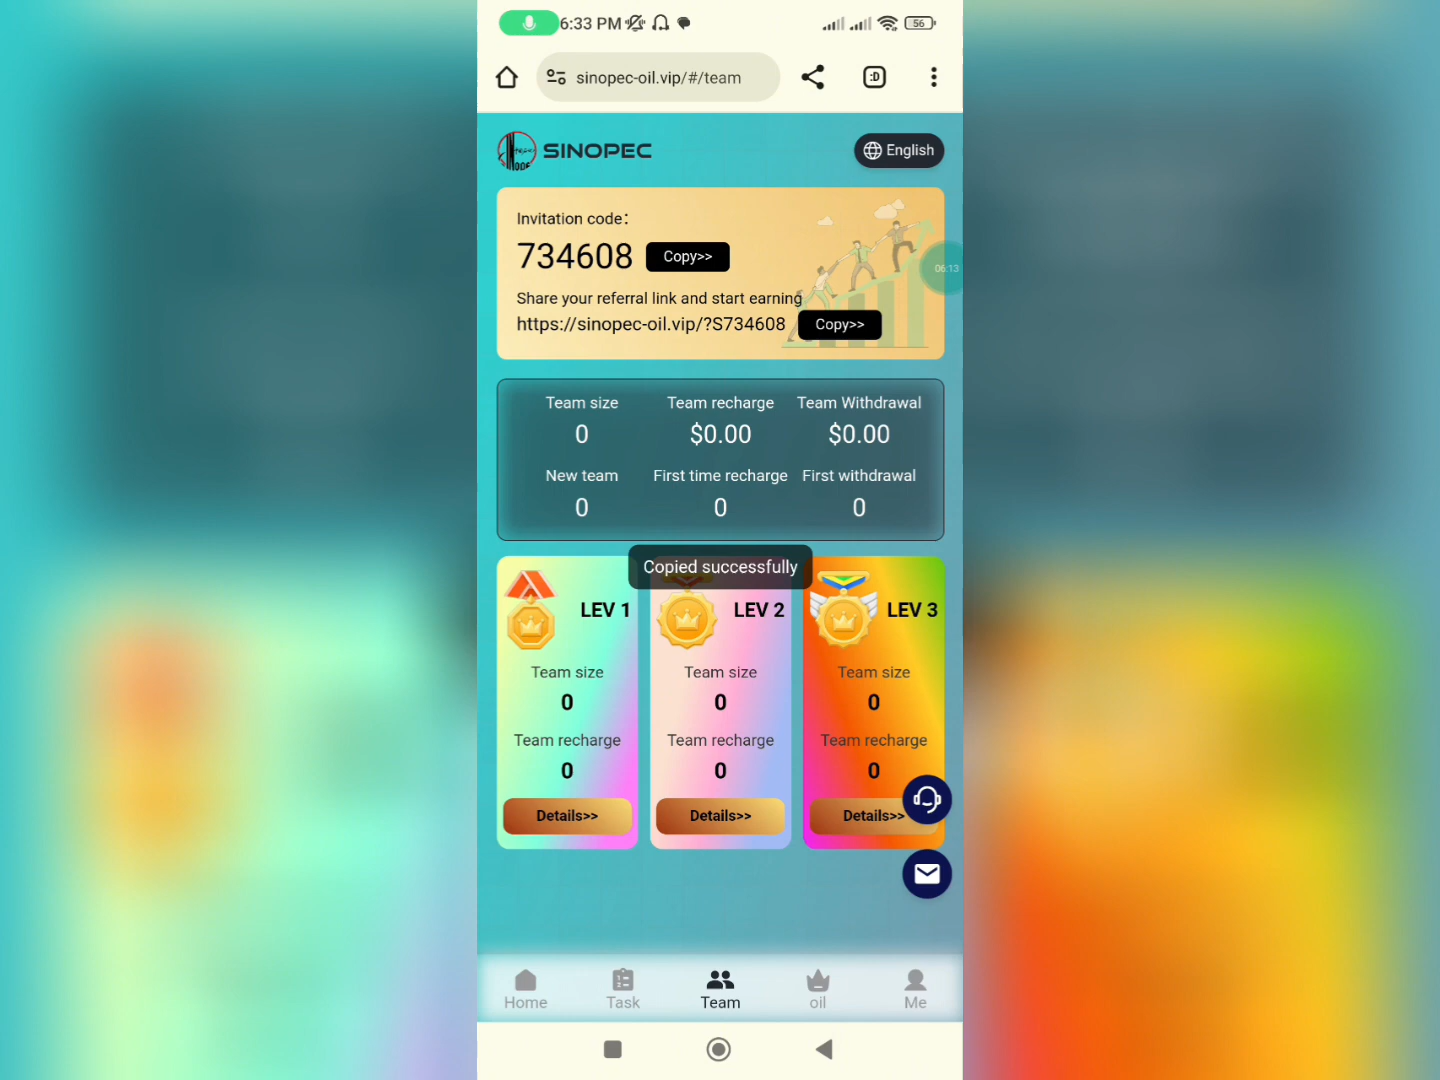 6:33 PM
56
sinopec-oil.vip/#/team
:D
SINOPEC
English
Invitation code:
734608
Copy>>
06:13
Share your referral link and start earning
https://sinopec-oil.vip/?S734608
Copy>>
Team size
Team recharge
Team Withdrawal
0
$0.00
$0.00
New team
First time recharge
First withdrawal
0
0
0
Copied successfully
LEV 1
LEV 2
LEV 3
Team size
Team size
Team size
0
0
0
Team recharge
Team recharge
Team recharge
0
0
0
Details>>
Details>>
Details>>
Home
Task
Team
oil
Me